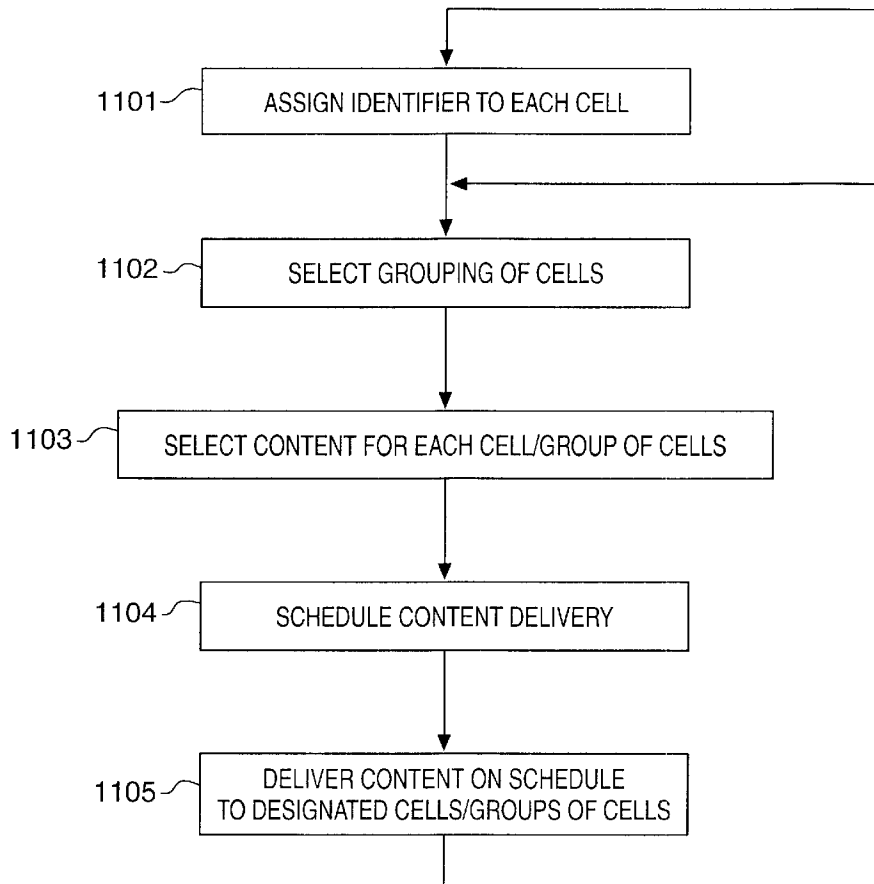 1101
ASSIGN IDENTIFIER TO EACH CELL
1102
SELECT GROUPING OF CELLS
1103
SELECT CONTENT FOR EACH CELL/GROUP OF CELLS
1104
SCHEDULE CONTENT DELIVERY
1105
DELIVER CONTENT ON SCHEDULE
TO DESIGNATED CELLS/GROUPS OF CELLS